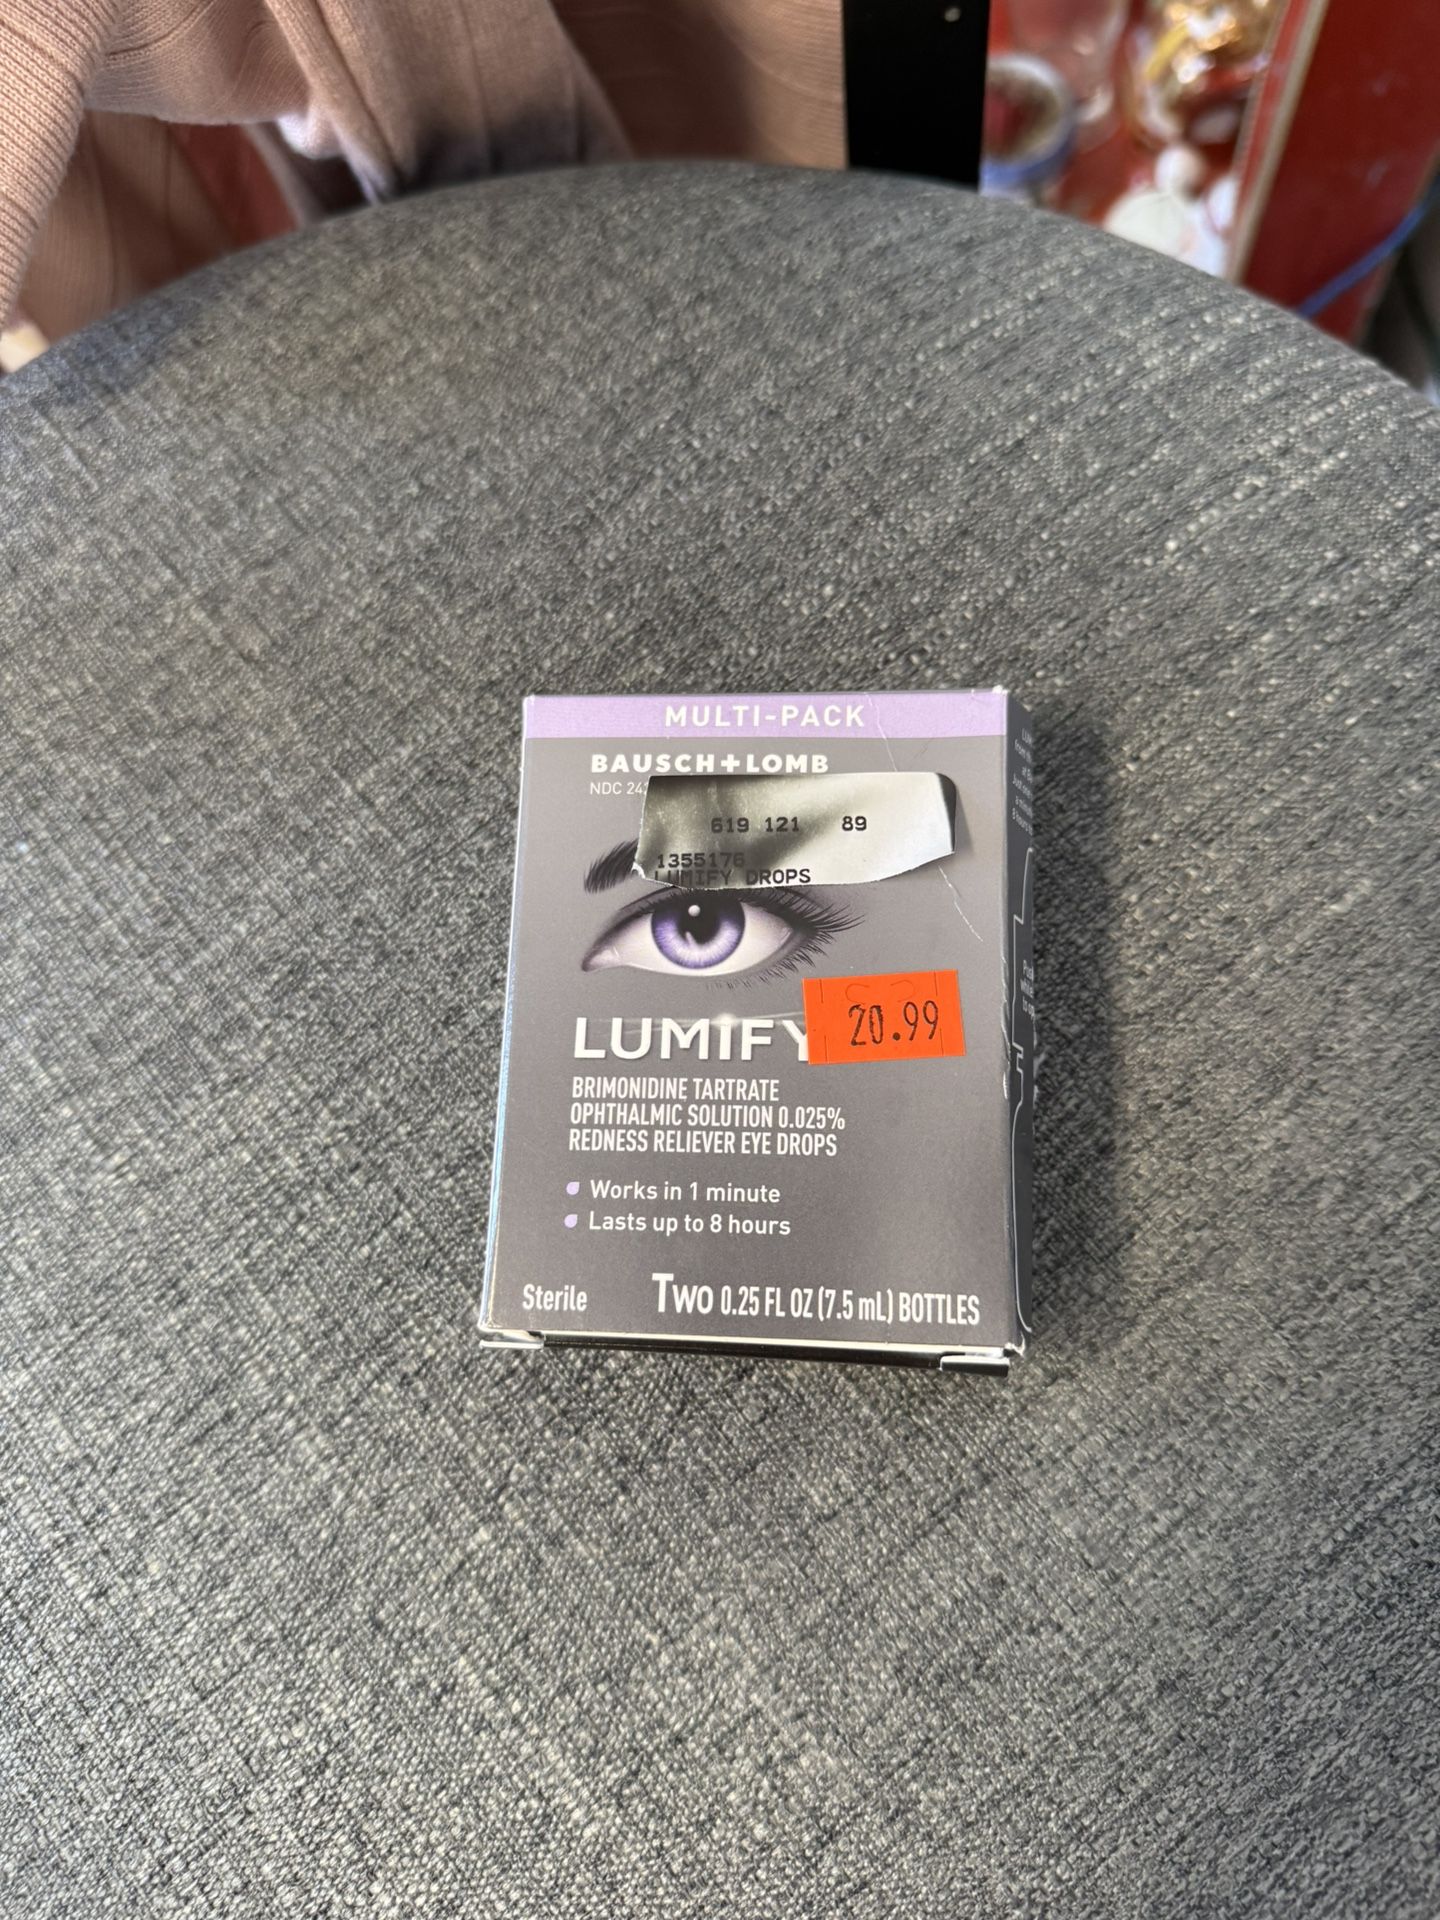 MULTI-PACK
BAUSCH+LOMB
NDC
619 121 89
1355176
LUMIFY DROPS
LUMIFY
20.99
BRIMONIDINE TARTRATE
OPHTHALMIC SOLUTION 0.025%
REDNESS RELIEVER EYE DROPS
Works in 1 minute
Lasts up to 8 hours
Sterile
TWO 0.25 FL OZ (7.5 mL) BOTTLES